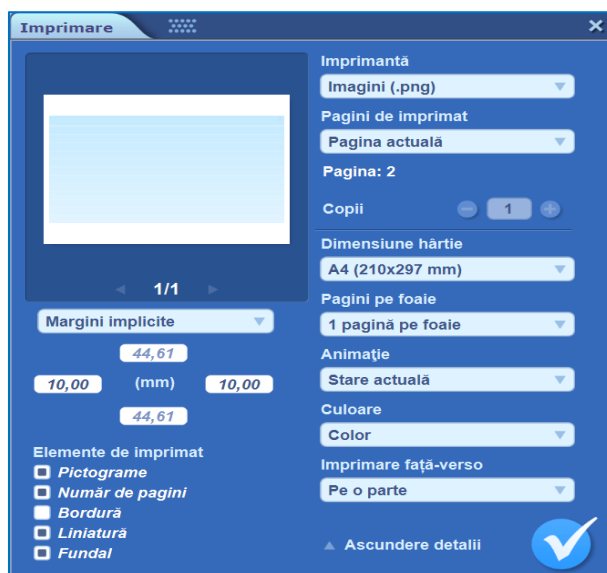 Imprimare
1/1
Margini implicite
44,61
10,00 (mm) 10,00
44,61
Elemente de imprimat
Pictograme
Număr de pagini
Bordură
Liniatură
Fundal
Imprimantă
Imagini (.png)
Pagini de imprimat
Pagina actuală
Pagina: 2
Copii 1
Dimensiune hârtie
A4 (210x297 mm)
Pagini pe foaie
1 pagină pe foaie
Animaţie
Stare actuală
Culoare
Color
Imprimare faţă-verso
Pe o parte
Ascundere detalii